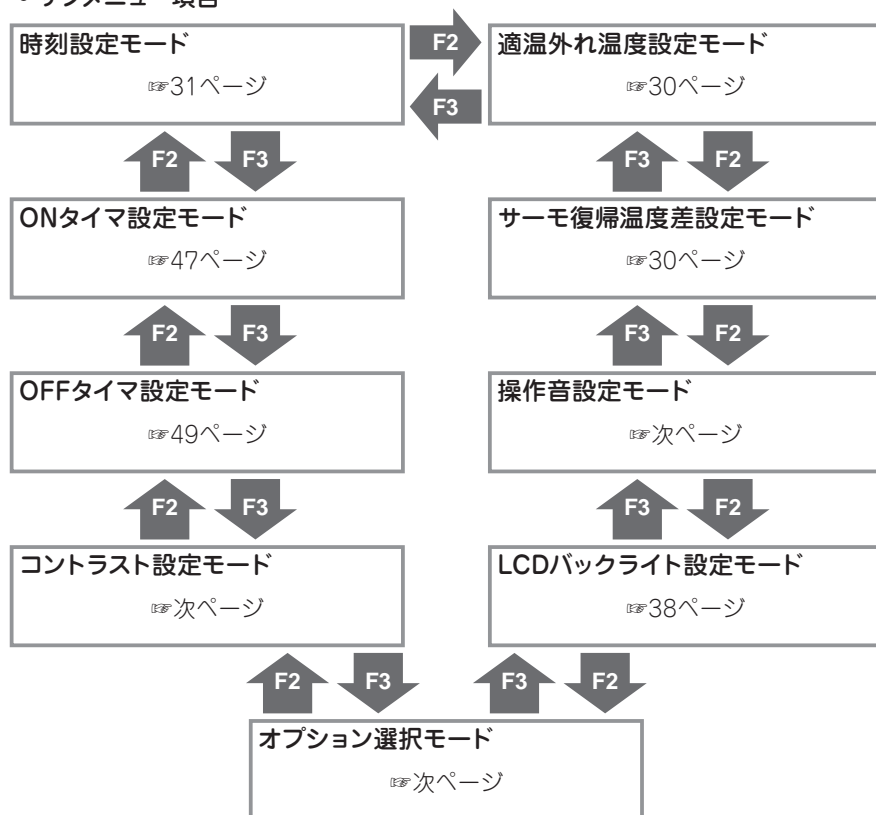 時刻設定モード
☞31ページ
F2
F3
適温外れ温度設定モード
☞30ページ
F2
F3
F3
F2
ONタイマ設定モード
☞47ページ
サーモ復帰温度差設定モード
☞30ページ
F2
F3
F3
F2
OFFタイマ設定モード
☞49ページ
操作音設定モード
☞次ページ
F2
F3
F3
F2
コントラスト設定モード
☞次ページ
LCDバックライト設定モード
☞38ページ
F2
F3
F3
F2
オプション選択モード
☞次ページ